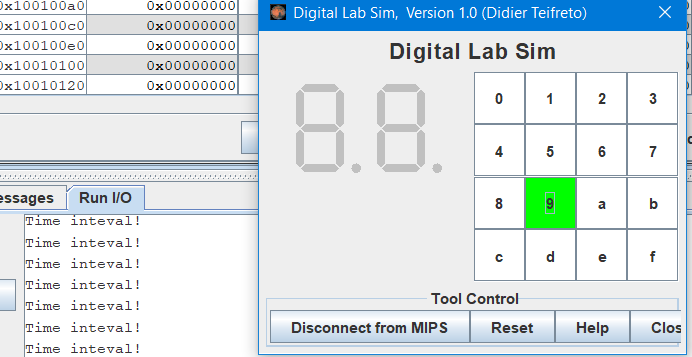 0x100100a0 0x00000000
0x100100c0 0x00000000
0x100100e0 0x00000000
0x10010100 0x00000000
0x10010120 0x00000000
Digital Lab Sim, Version 1.0 (Didier Teifreto)
Digital Lab Sim
8.8.
0 1 2 3
4 5 6 7
8 9 a b
c d e f
Tool Control
Disconnect from MIPS Reset Help Clos
essages Run I/O
Time inteval!
Time inteval!
Time inteval!
Time inteval!
Time inteval!
Time inteval!
Time inteval!